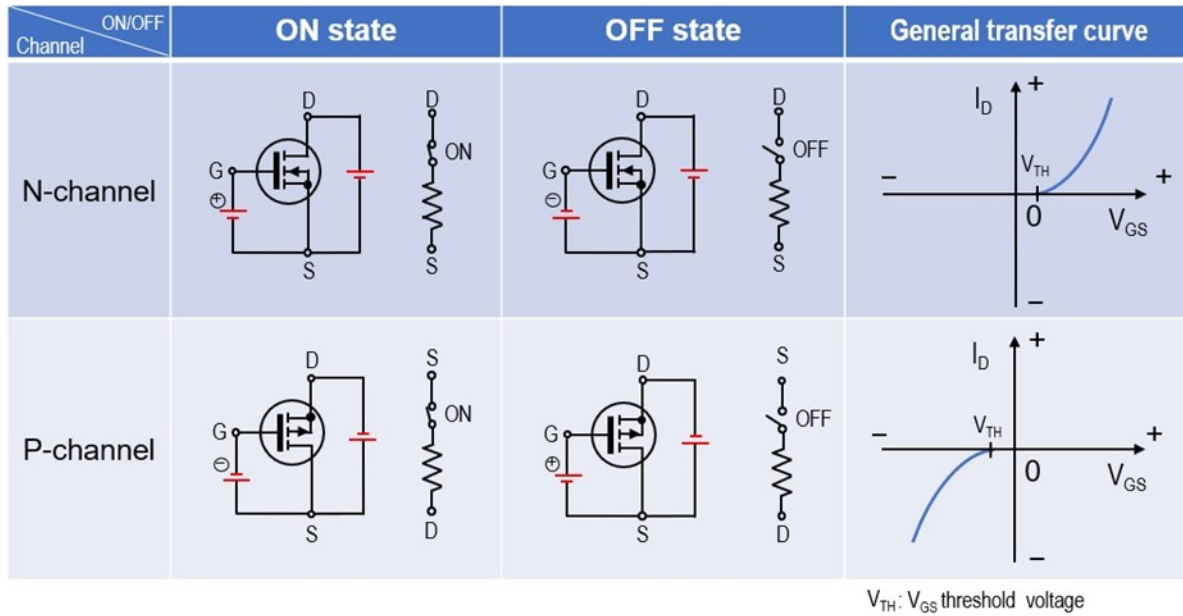 ON/OFF
Channel
ON state
OFF state
General transfer curve
N-channel
D
G
⊕
S
D
ON
S
D
G
⊖
S
D
OFF
S
I_D
+
V_TH
−
+
0
V_GS
−
P-channel
D
G
⊖
S
S
ON
D
D
G
⊕
S
S
OFF
D
I_D
+
V_TH
−
+
0
V_GS
−
V_TH: V_GS threshold voltage